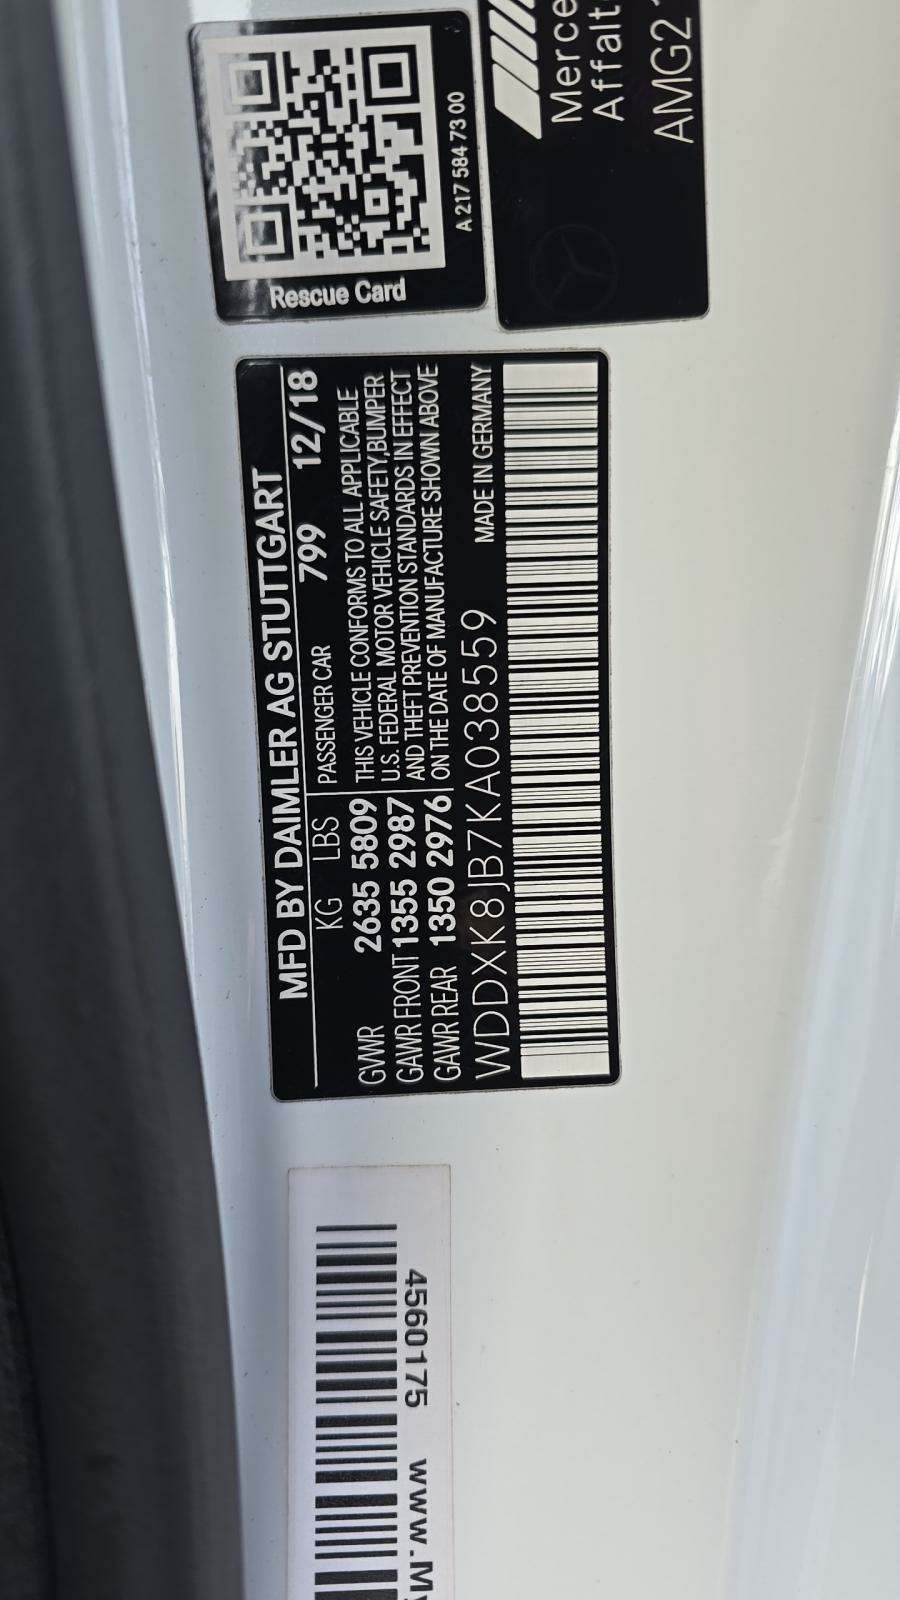 Rescue Card
A 217 584 73 00
AMG2
MFD BY DAIMLER AG STUTTGART
KG LBS PASSENGER CAR 799 12/18
GVWR 2635 5809 THIS VEHICLE CONFORMS TO ALL APPLICABLE
U.S. FEDERAL MOTOR VEHICLE SAFETY,BUMPER
GAWR FRONT 1355 2987 AND THEFT PREVENTION STANDARDS IN EFFECT
GAWR REAR 1350 2976 ON THE DATE OF MANUFACTURE SHOWN ABOVE
WDDXK8JB7KA038559 MADE IN GERMANY
4560175 www.M